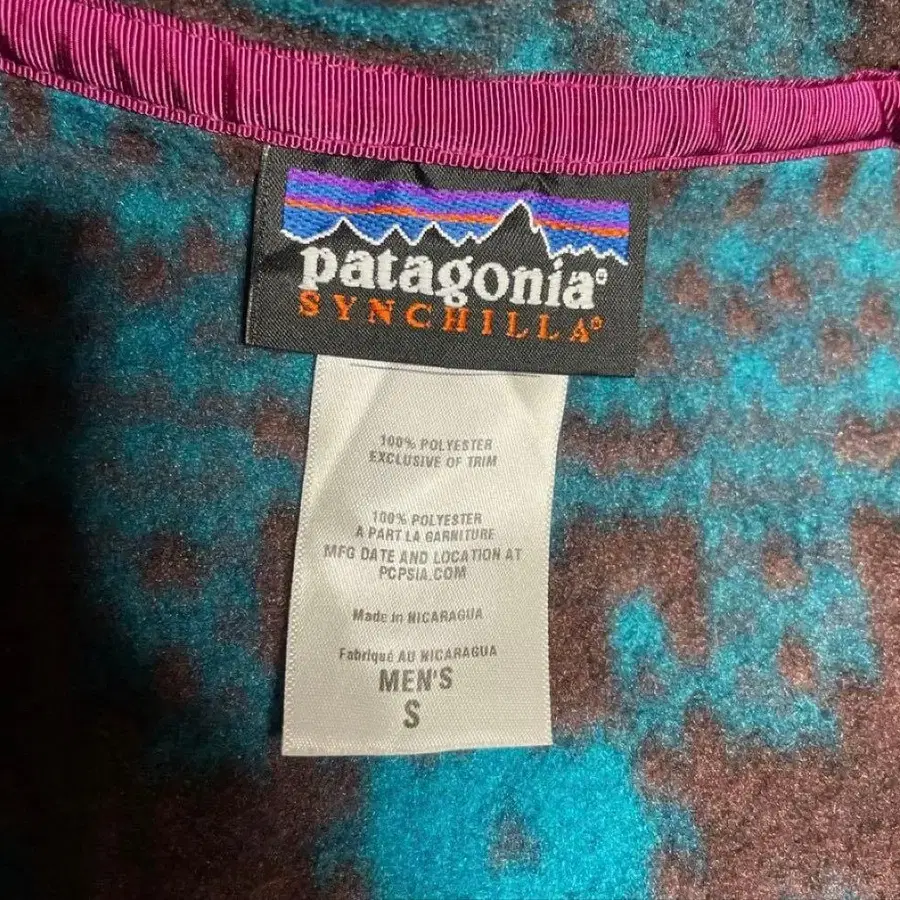 patagonia®
SYNCHILLA®
100% POLYESTER
EXCLUSIVE OF TRIM
100% POLYESTER
A PART LA GARNITURE
MFG DATE AND LOCATION AT
PCPSIA.COM
Made in NICARAGUA
Fabriqué AU NICARAGUA
MEN'S
S